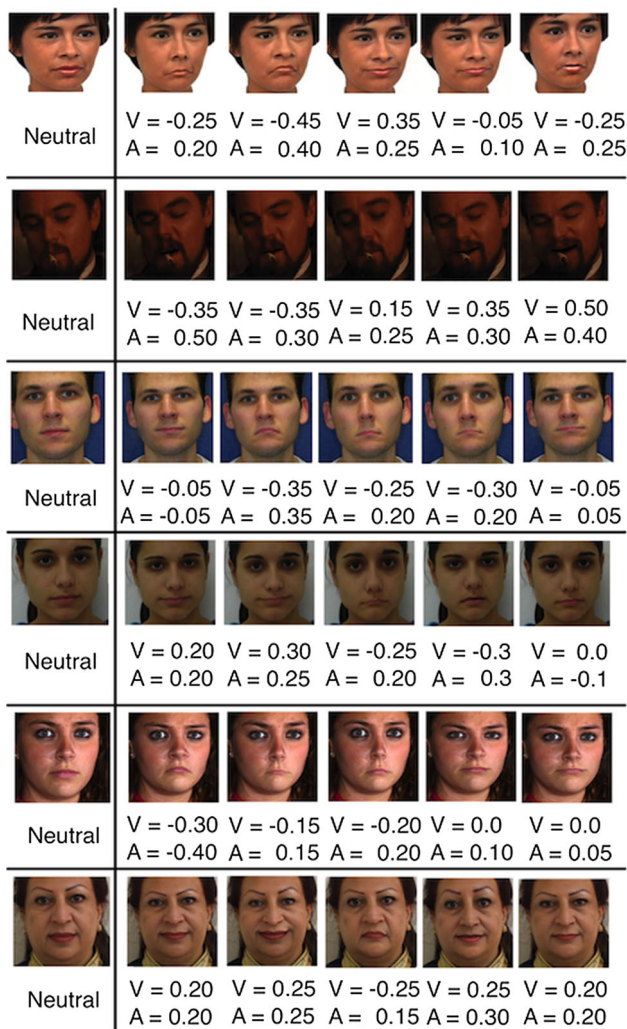 Neutral
V = -0.25 V = -0.45 V = 0.35 V = -0.05 V = -0.25
A = 0.20 A = 0.40 A = 0.25 A = 0.10 A = 0.25
Neutral
V = -0.35 V = -0.35 V = 0.15 V = 0.35 V = 0.50
A = 0.50 A = 0.30 A = 0.25 A = 0.30 A = 0.40
Neutral
V = -0.05 V = -0.35 V = -0.25 V = -0.30 V = -0.05
A = -0.05 A = 0.35 A = 0.20 A = 0.20 A = 0.05
Neutral
V = 0.20 V = 0.30 V = -0.25 V = -0.3 V = 0.0
A = 0.20 A = 0.25 A = 0.20 A = 0.3 A = -0.1
Neutral
V = -0.30 V = -0.15 V = -0.20 V = 0.0 V = 0.0
A = -0.40 A = 0.15 A = 0.20 A = 0.10 A = 0.05
Neutral
V = 0.20 V = 0.25 V = -0.25 V = 0.25 V = 0.20
A = 0.20 A = 0.25 A = 0.15 A = 0.30 A = 0.20